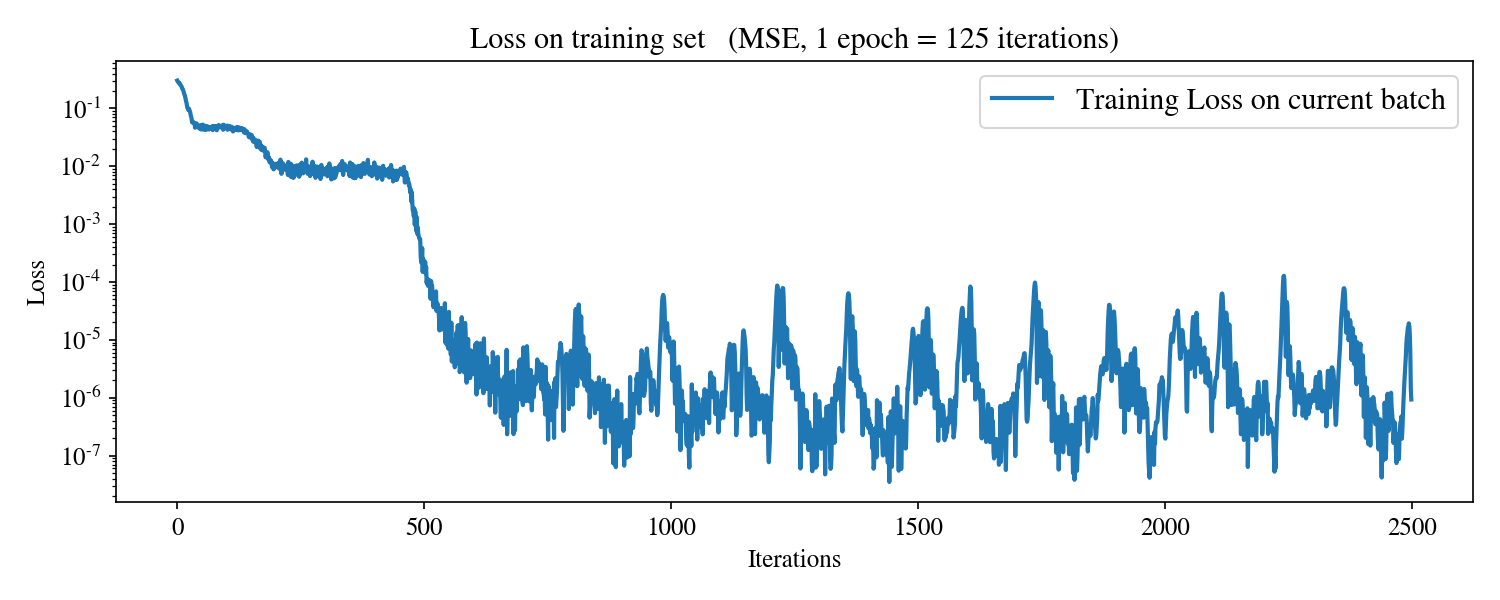 Loss on training set (MSE, 1 epoch = 125 iterations)
Training Loss on current batch
Loss
10-1
10-2
10-3
10-4
10-5
10-6
10-7
0 500 1000 1500 2000 2500
Iterations